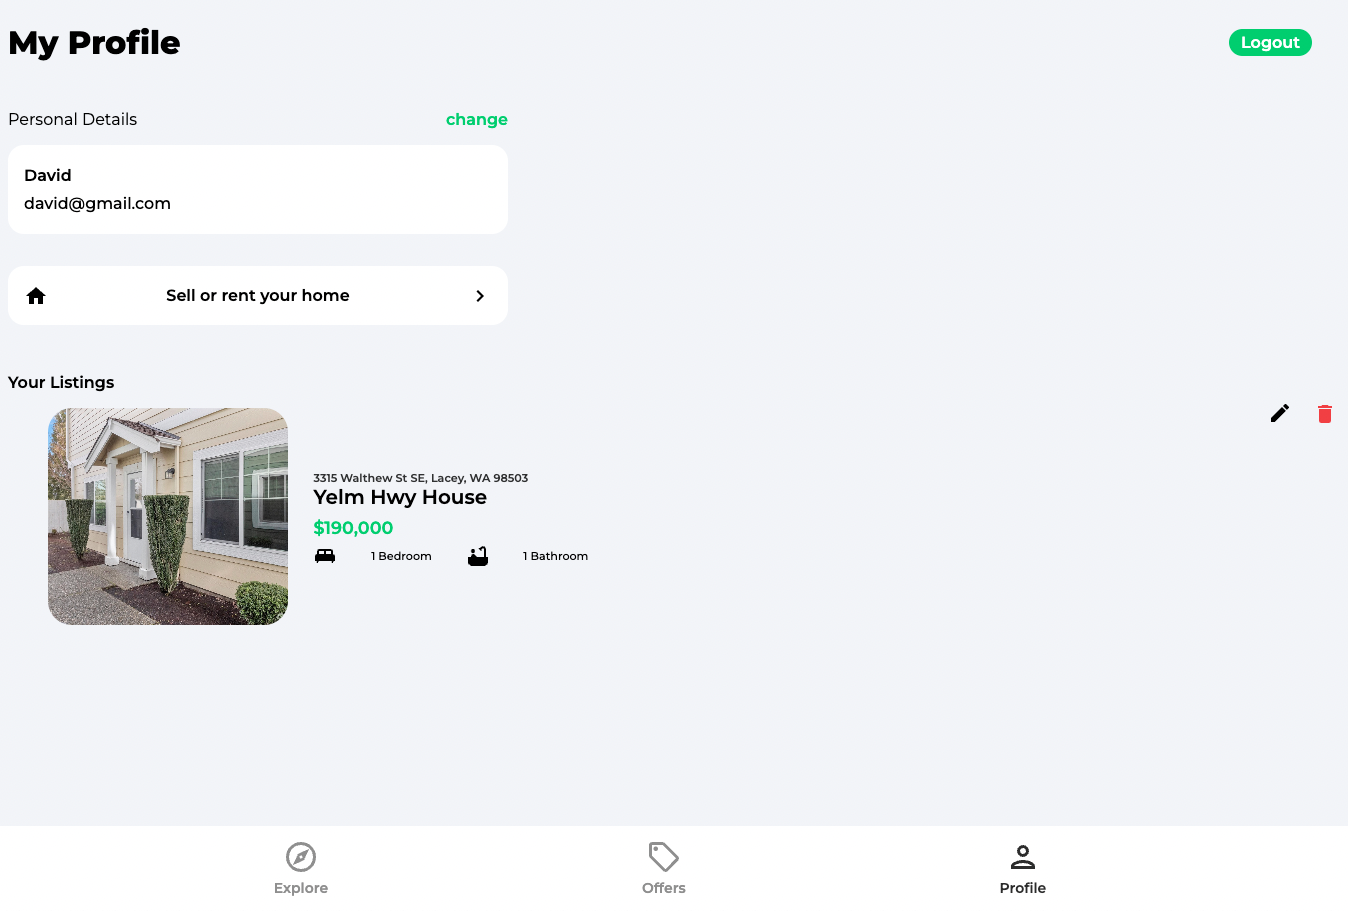 My Profile
Logout
Personal Details
change
David
david@gmail.com
Sell or rent your home
Your Listings
3315 Walthew St SE, Lacey, WA 98503
Yelm Hwy House
$190,000
1 Bedroom
1 Bathroom
Explore
Offers
Profile